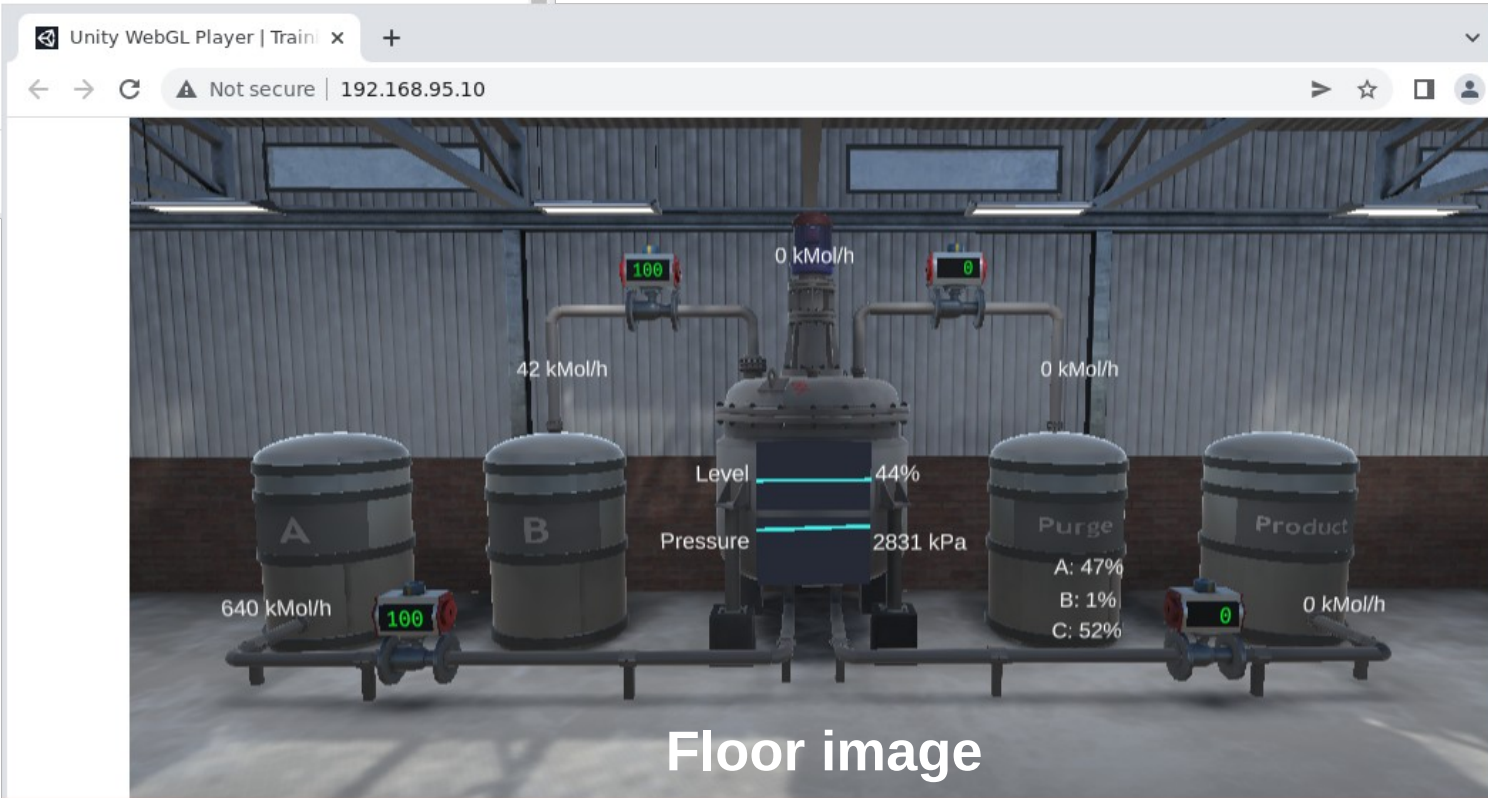 Unity WebGL Player | Traini
Not secure | 192.168.95.10
100
0 kMol/h
0
42 kMol/h
0 kMol/h
Level
44%
A
B
Purge
Product
Pressure
2831 kPa
A: 47%
B: 1%
C: 52%
640 kMol/h
100
0
0 kMol/h
Floor image